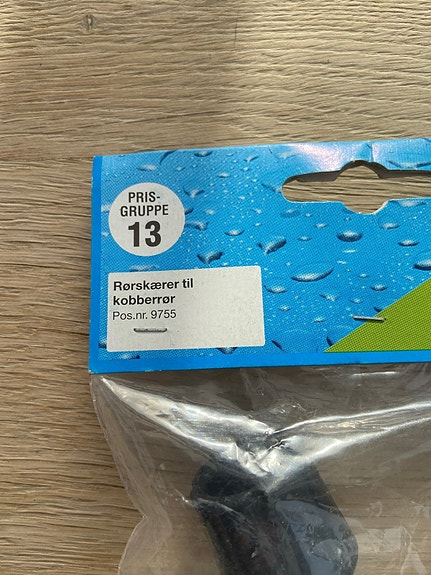 PRIS-
GRUPPE
13
Rørskærer til
kobberrør
Pos.nr. 9755